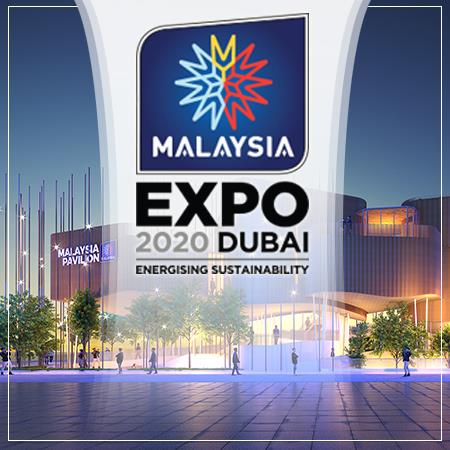 MALAYSIA
EXPO
2020 DUBAI
ENERGISING SUSTAINABILITY
MALAYSIA
PAVILION